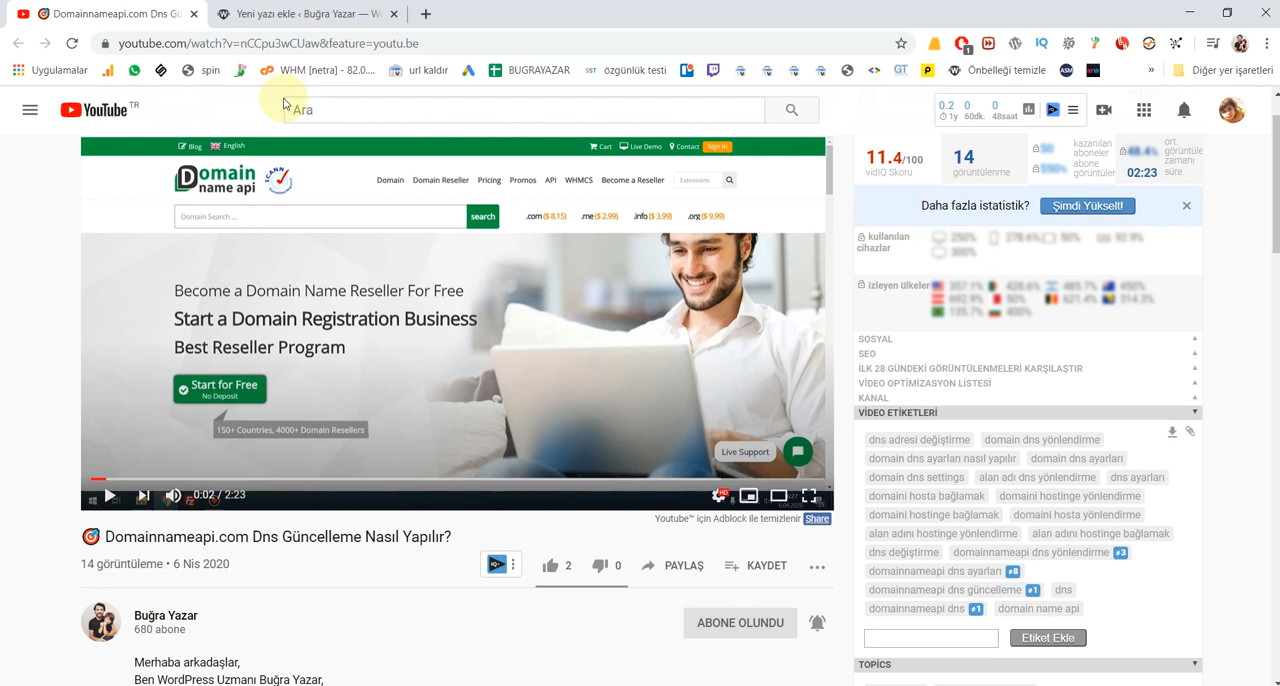 Domainnameapi.com Dns Gü
Yeni yazı ekle ‹ Buğra Yazar — W
youtube.com/watch?v=nCCpu3wCUaw&feature=youtu.be
Uygulamalar
spin
WHM [netra] - 82.0....
url kaldır
BUGRAYAZAR
SST özgünlük testi
GT
Önbelleği temizle
ASM
Diğer yer işaretleri
YouTube TR
Ara
0.2 0 0
1y 60dk. 48saat
Blog English
Cart Live Demo Contact Sign in
Domain name api
Domain Domain Reseller Pricing Promos API WHMCS Become a Reseller Extensions
Domain Search ... search .com ($ 8.15) .me ($ 2.99) .info ($ 3.99) .org ($ 9.99)
Become a Domain Name Reseller For Free
Start a Domain Registration Business
Best Reseller Program
Start for Free
No Deposit
150+ Countries, 4000+ Domain Resellers
Live Support
0:02 / 2:23
HD
Youtube™ için Adblock ile temizlenir Share
Domainnameapi.com Dns Güncelleme Nasıl Yapılır?
14 görüntüleme • 6 Nis 2020
IQ
2 0 PAYLAŞ KAYDET
Buğra Yazar
680 abone
ABONE OLUNDU
Merhaba arkadaşlar,
Ben WordPress Uzmanı Buğra Yazar,
11.4/100
vidIQ Skoru
14
görüntülenme
kazanılan
aboneler
abone
görüntüler
ort.
görüntüle
zamanı
süre
02:23
Daha fazla istatistik? Şimdi Yükselt!
kullanılan
cihazlar
izleyen ülkeler
SOSYAL
SEO
İLK 28 GÜNDEKİ GÖRÜNTÜLENMELERİ KARŞILAŞTIR
VİDEO OPTİMİZASYON LİSTESİ
KANAL
VİDEO ETİKETLERİ
dns adresi değiştirme domain dns yönlendirme
domain dns ayarları nasıl yapılır domain dns ayarları
domain dns settings alan adı dns yönlendirme dns ayarları
domaini hosta bağlamak domaini hostinge yönlendirme
domaini hostinge bağlamak domaini hosta yönlendirme
alan adını hostinge yönlendirme alan adını hostinge bağlamak
dns değiştirme domainnameapi dns yönlendirme #3
domainnameapi dns ayarları #8
domainnameapi dns güncelleme #1 dns
domainnameapi dns #1 domain name api
Etiket Ekle
TOPICS